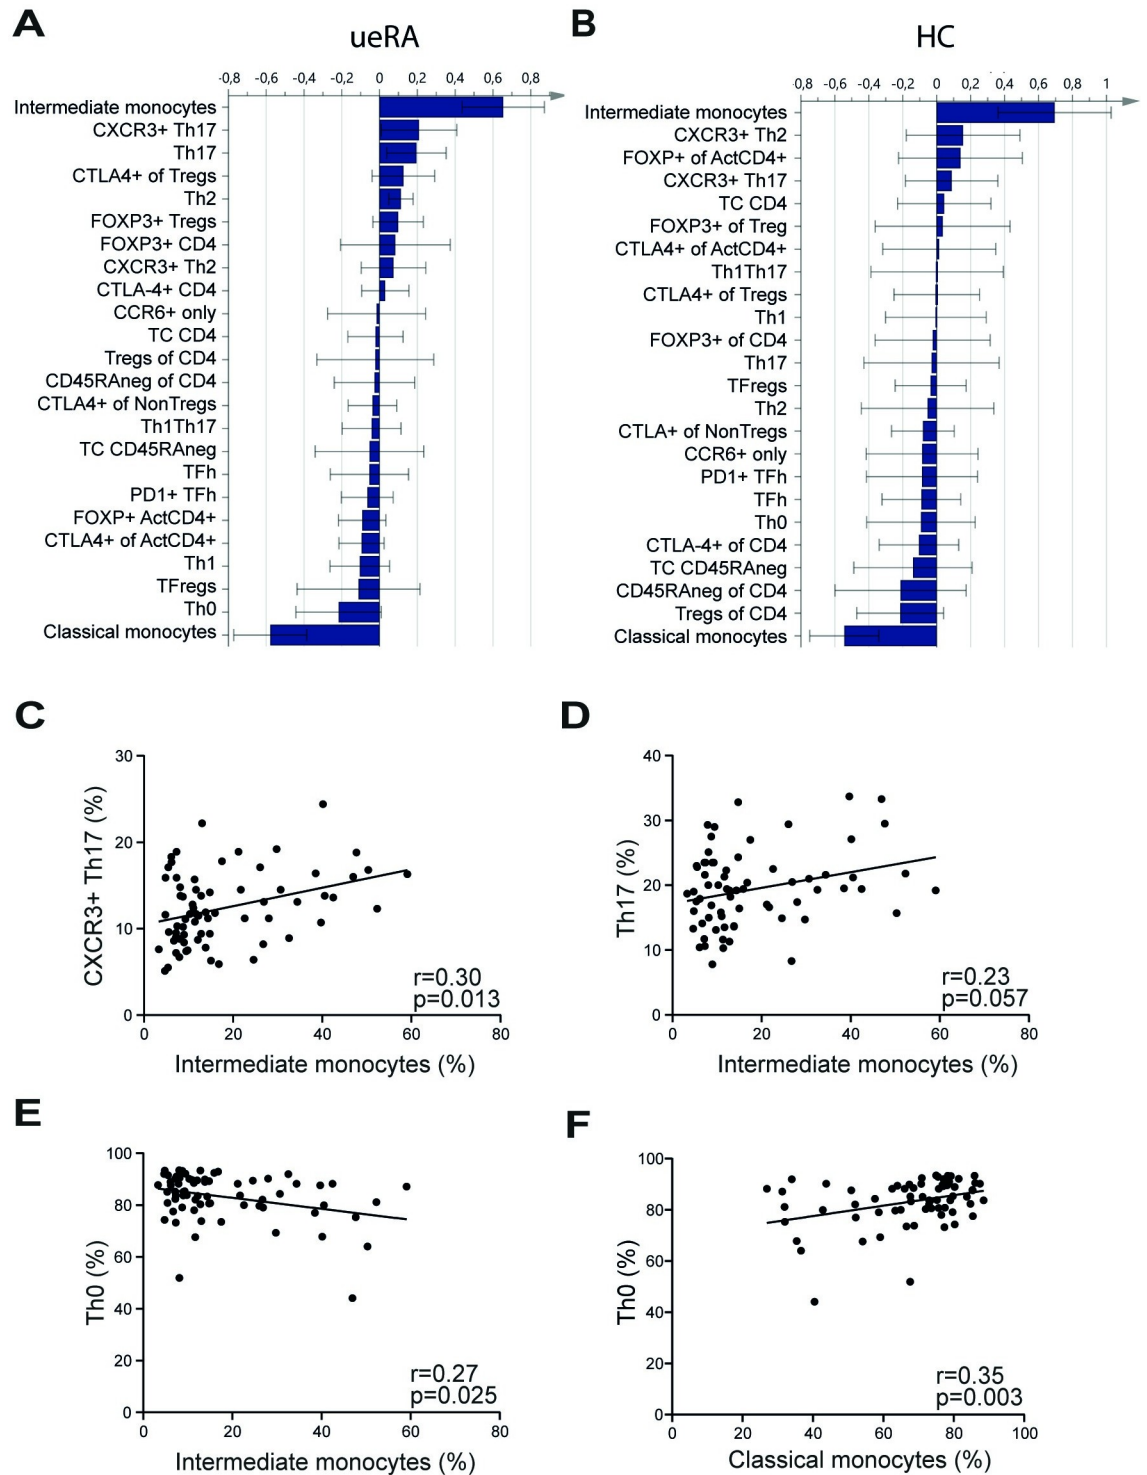 A
ueRA
-0,8 -0,6 -0,4 -0,2 0 0,2 0,4 0,6 0,8
Intermediate monocytes
CXCR3+ Th17
Th17
CTLA4+ of Tregs
Th2
FOXP3+ Tregs
FOXP3+ CD4
CXCR3+ Th2
CTLA-4+ CD4
CCR6+ only
TC CD4
Tregs of CD4
CD45RAneg of CD4
CTLA4+ of NonTregs
Th1Th17
TC CD45RAneg
TFh
PD1+ TFh
FOXP+ ActCD4+
CTLA4+ of ActCD4+
Th1
TFregs
Th0
Classical monocytes
B
HC
-0,8 -0,6 -0,4 -0,2 0 0,2 0,4 0,6 0,8 1
Intermediate monocytes
CXCR3+ Th2
FOXP+ of ActCD4+
CXCR3+ Th17
TC CD4
FOXP3+ of Treg
CTLA4+ of ActCD4+
Th1Th17
CTLA4+ of Tregs
Th1
FOXP3+ of CD4
Th17
TFregs
Th2
CTLA+ of NonTregs
CCR6+ only
PD1+ TFh
TFh
Th0
CTLA-4+ of CD4
TC CD45RAneg
CD45RAneg of CD4
Tregs of CD4
Classical monocytes
C
CXCR3+ Th17 (%)
30
20
10
0
r=0.30
p=0.013
0 20 40 60 80
Intermediate monocytes (%)
D
Th17 (%)
40
30
20
10
0
r=0.23
p=0.057
0 20 40 60 80
Intermediate monocytes (%)
E
Th0 (%)
100
80
60
40
20
0
r=0.27
p=0.025
0 20 40 60 80
Intermediate monocytes (%)
F
Th0 (%)
100
80
60
40
20
0
r=0.35
p=0.003
0 20 40 60 80 100
Classical monocytes (%)